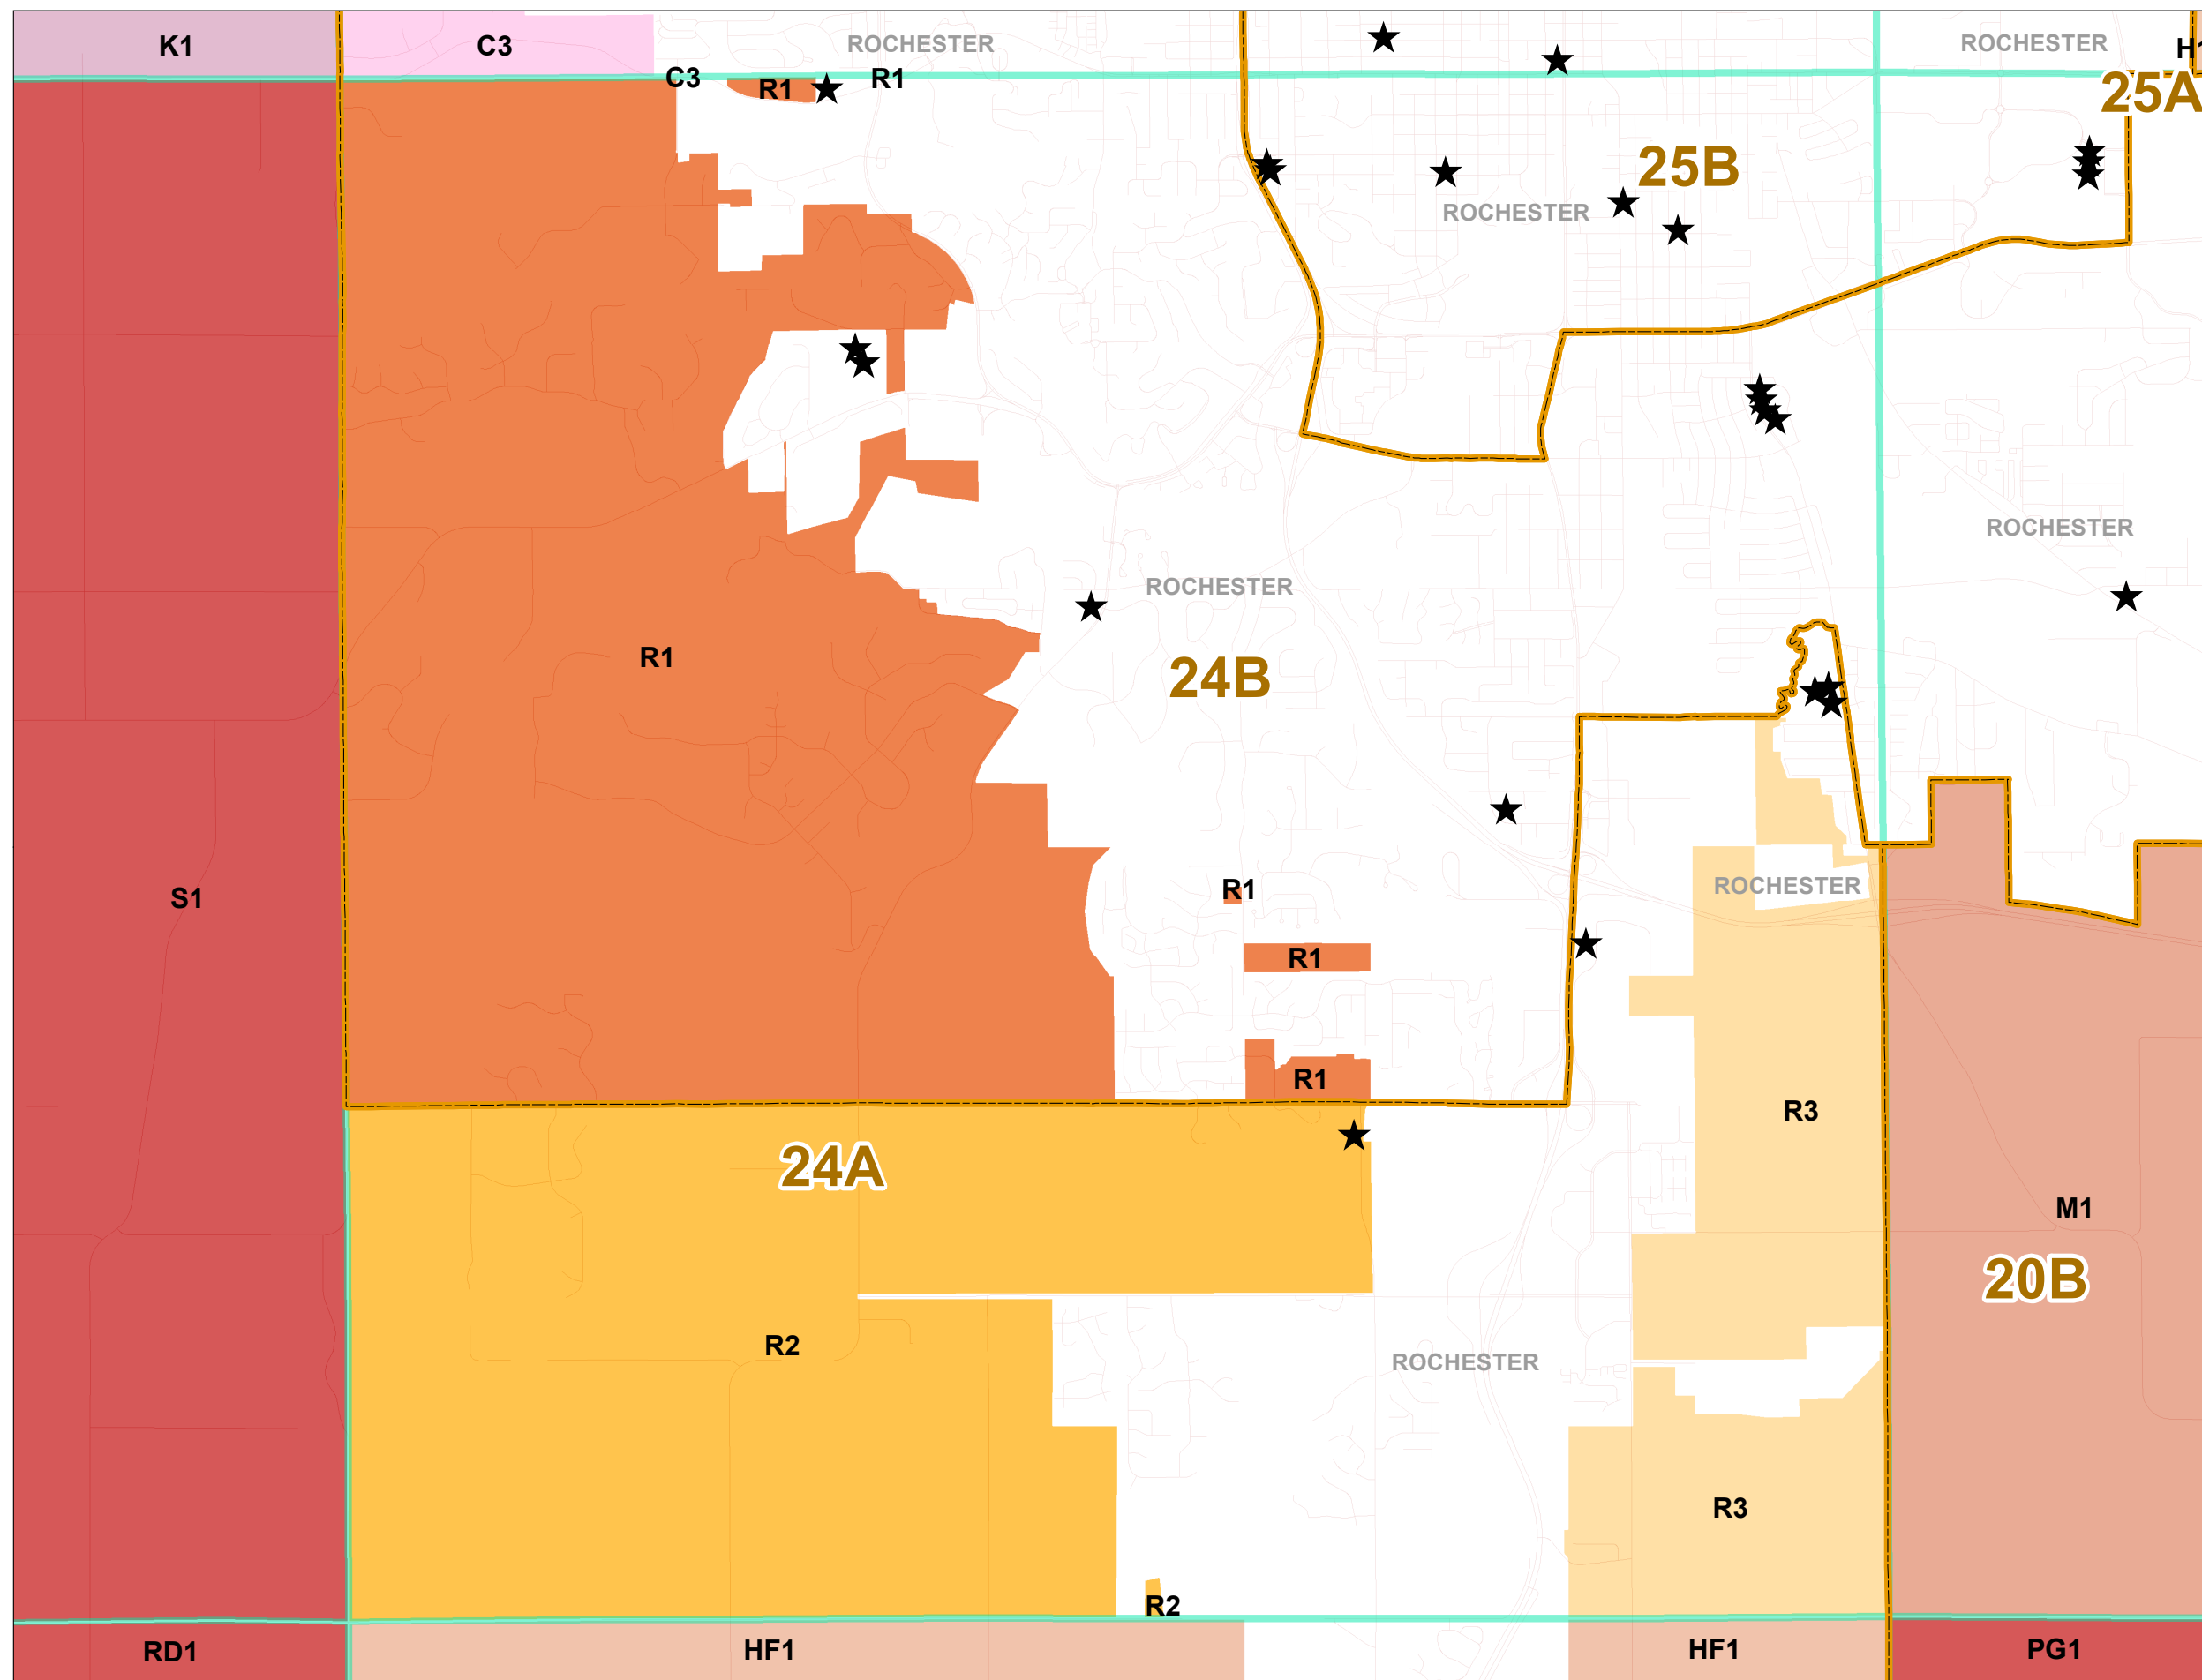 K1
C3
ROCHESTER
ROCHESTER
H1
C3
R1
R1
25A
25B
ROCHESTER
ROCHESTER
ROCHESTER
R1
24B
R1
ROCHESTER
S1
R1
R1
R3
24A
M1
20B
R2
ROCHESTER
R3
R2
RD1
HF1
HF1
PG1